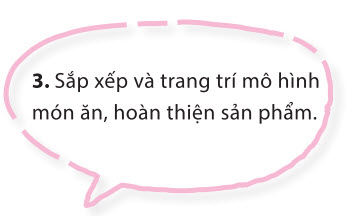 3. Sắp xếp và trang trí mô hình
món ăn, hoàn thiện sản phẩm.